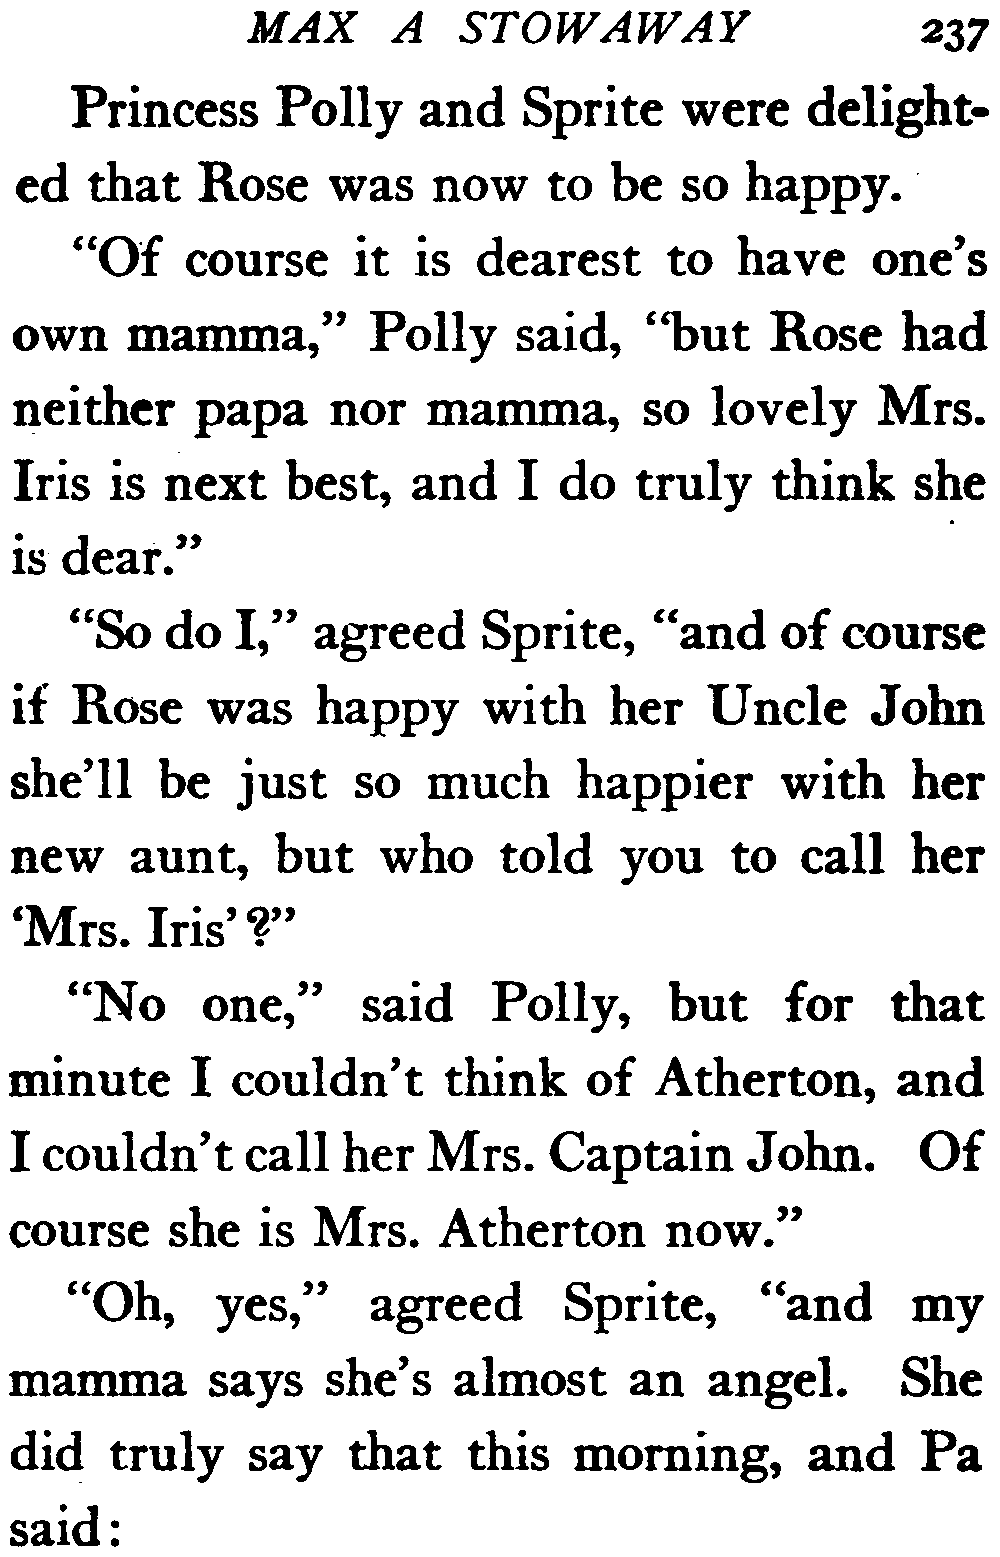 MAX A STOWAWAY 237
Princess Polly and Sprite were delight-
ed that Rose was now to be so happy.
“Of course it is dearest to have one’s
own mamma,” Polly said, “but Rose had
neither papa nor mamma, so lovely Mrs.
Iris is next best, and I do truly think she
is dear.”
“So do I,” agreed Sprite, “and of course
if Rose was happy with her Uncle John
she’ll be just so much happier with her
new aunt, but who told you to call her
‘Mrs. Iris’?”
“No one,” said Polly, but for that
minute I couldn’t think of Atherton, and
I couldn’t call her Mrs. Captain John. Of
course she is Mrs. Atherton now.”
“Oh, yes,” agreed Sprite, “and my
mamma says she’s almost an angel. She
did truly say that this morning, and Pa
said: